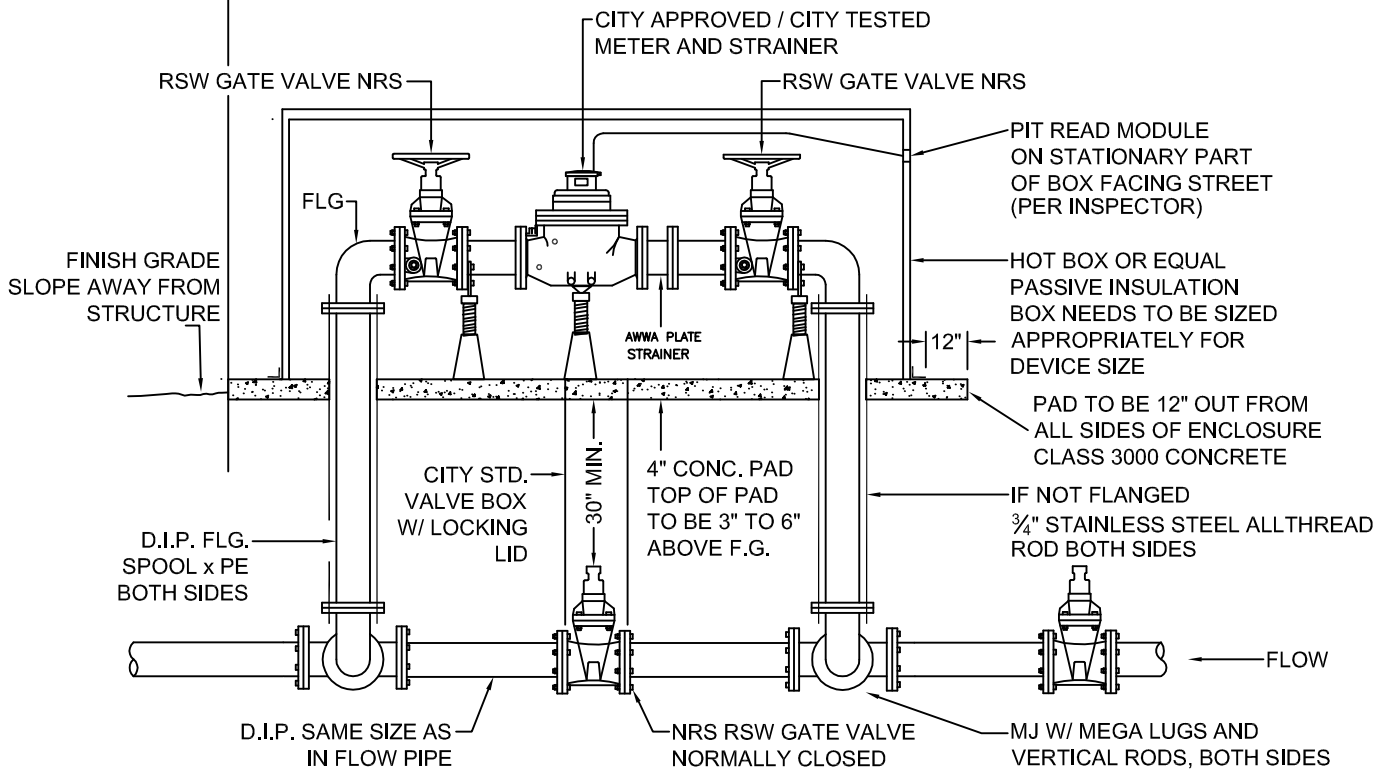 CITY APPROVED / CITY TESTED
METER AND STRAINER
RSW GATE VALVE NRS
RSW GATE VALVE NRS
PIT READ MODULE
ON STATIONARY PART
OF BOX FACING STREET
(PER INSPECTOR)
FLG
FINISH GRADE
SLOPE AWAY FROM
STRUCTURE
HOT BOX OR EQUAL
PASSIVE INSULATION
BOX NEEDS TO BE SIZED
APPROPRIATELY FOR
DEVICE SIZE
AWWA PLATE
STRAINER
12"
PAD TO BE 12" OUT FROM
ALL SIDES OF ENCLOSURE
CLASS 3000 CONCRETE
CITY STD.
VALVE BOX
W/ LOCKING
LID
30" MIN.
4" CONC. PAD
TOP OF PAD
TO BE 3" TO 6"
ABOVE F.G.
IF NOT FLANGED
¾" STAINLESS STEEL ALLTHREAD
ROD BOTH SIDES
D.I.P. FLG.
SPOOL x PE
BOTH SIDES
FLOW
D.I.P. SAME SIZE AS
IN FLOW PIPE
NRS RSW GATE VALVE
NORMALLY CLOSED
MJ W/ MEGA LUGS AND
VERTICAL RODS, BOTH SIDES